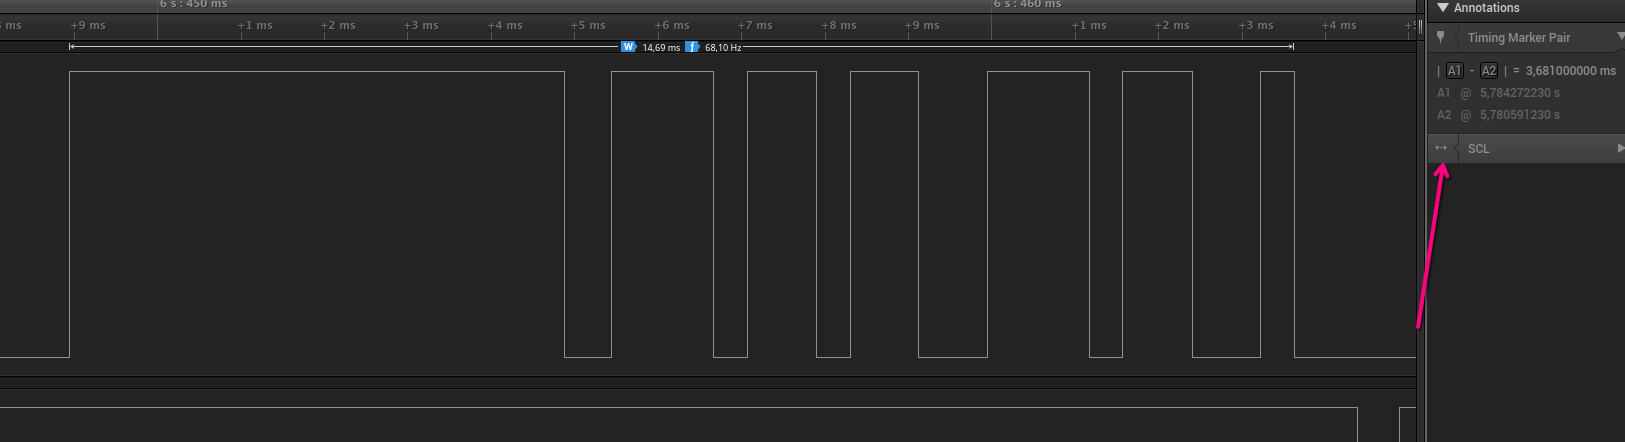 6 s : 450 ms 6 s : 460 ms
ms +9 ms +1 ms +2 ms +3 ms +4 ms +5 ms +6 ms +7 ms +8 ms +9 ms +1 ms +2 ms +3 ms +4 ms
W 14,69 ms f 68,10 Hz
Annotations
Timing Marker Pair
| A1 - A2 | = 3,681000000 ms
A1 @ 5,784272230 s
A2 @ 5,780591230 s
SCL